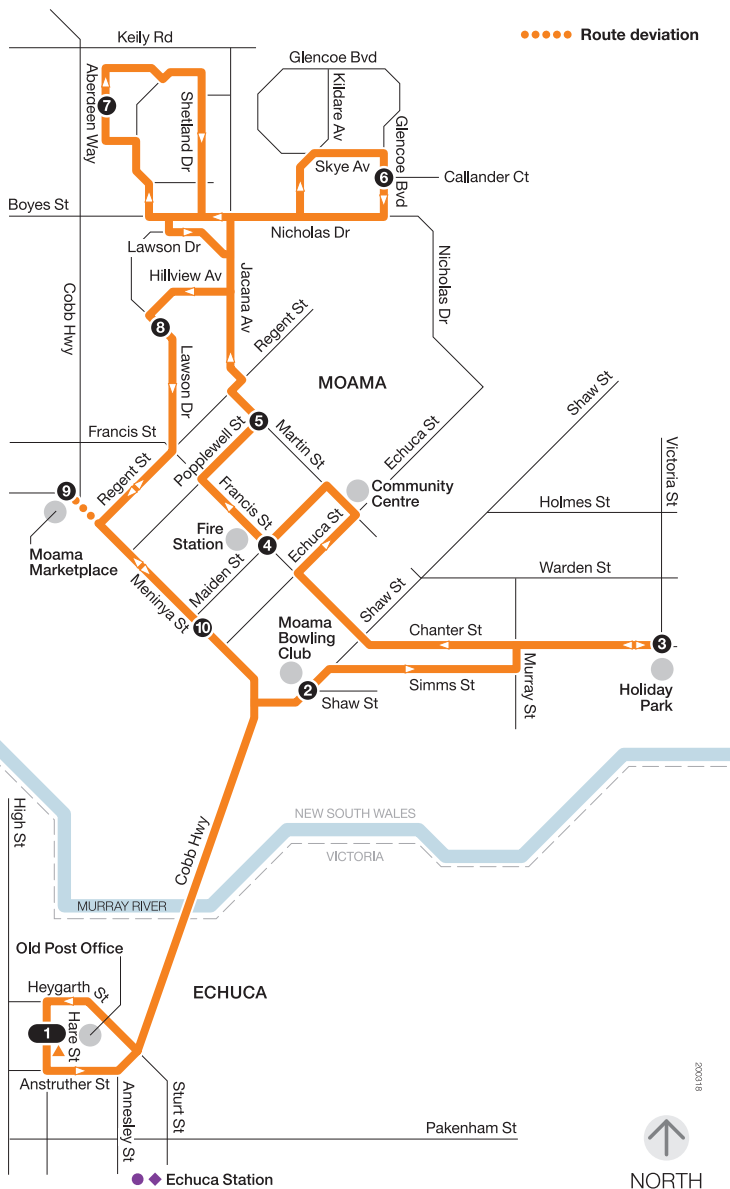 Keily Rd
Route deviation
Glencoe Bvd
Aberdeen Way
7
Shetland Dr
Kildare Av
Glencoe Bvd
Skye Av
6
Callander Ct
Boyes St
Nicholas Dr
Lawson Dr
Hillview Av
Jacana Av
Nicholas Dr
Cobb Hwy
8
Regent St
Lawson Dr
MOAMA
Shaw St
5
Francis St
Popplewell St
Martin St
Echuca St
Victoria St
9
Regent St
Francis St
Community
Centre
Holmes St
Moama
Marketplace
Fire
Station
4
Echuca St
Meninya St
Maiden St
Shaw St
Warden St
10
Moama
Bowling
Club
Chanter St
3
2
Simms St
Murray St
Shaw St
Holiday
Park
High St
Cobb Hwy
NEW SOUTH WALES
VICTORIA
MURRAY RIVER
Old Post Office
Heygarth St
ECHUCA
1
Hare St
Anstruther St
Annesley St
Sturt St
200318
Pakenham St
Echuca Station
NORTH